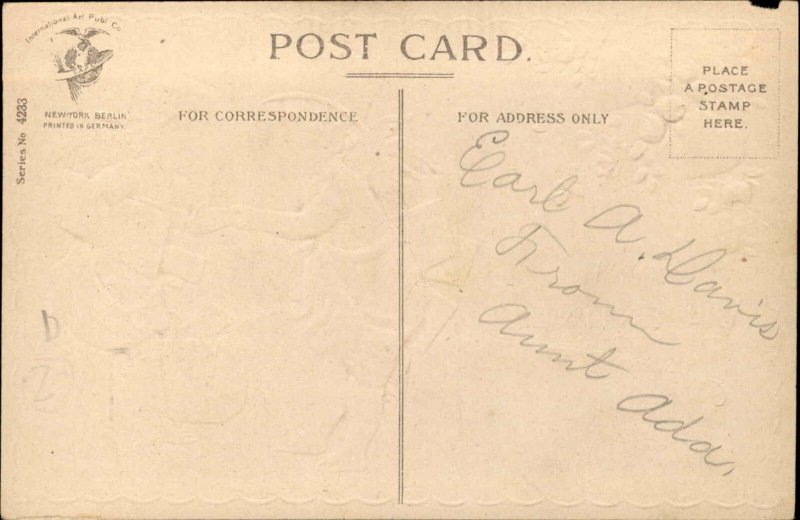 International Art Publ. Co.
NEW-YORK BERLIN
PRINTED IN GERMANY
Series No 4233
POST CARD.
FOR CORRESPONDENCE
FOR ADDRESS ONLY
PLACE
A POSTAGE
STAMP
HERE.
Earl A. Davis
From
Aunt Ada.
D